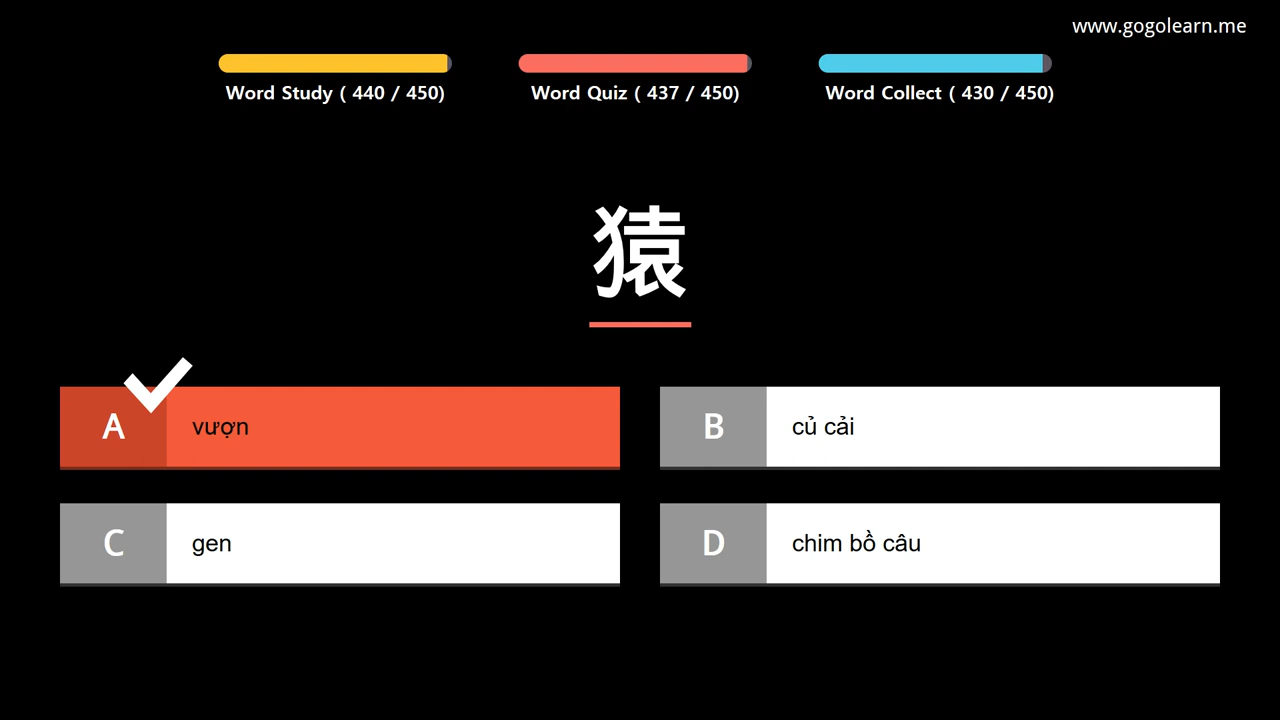 www.gogolearn.me
Word Study ( 440 / 450)
Word Quiz ( 437 / 450)
Word Collect ( 430 / 450)
猿
A vượn
B củ cải
C gen
D chim bồ câu